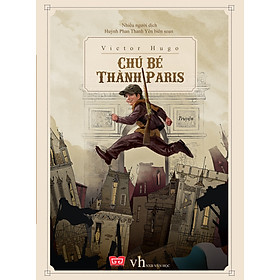 Nhiều người dịch
Huỳnh Phan Thanh Yên biên soạn
Victor Hugo
CHÚ BÉ
THÀNH PARIS
Truyện
vh
NXB VĂN HỌC